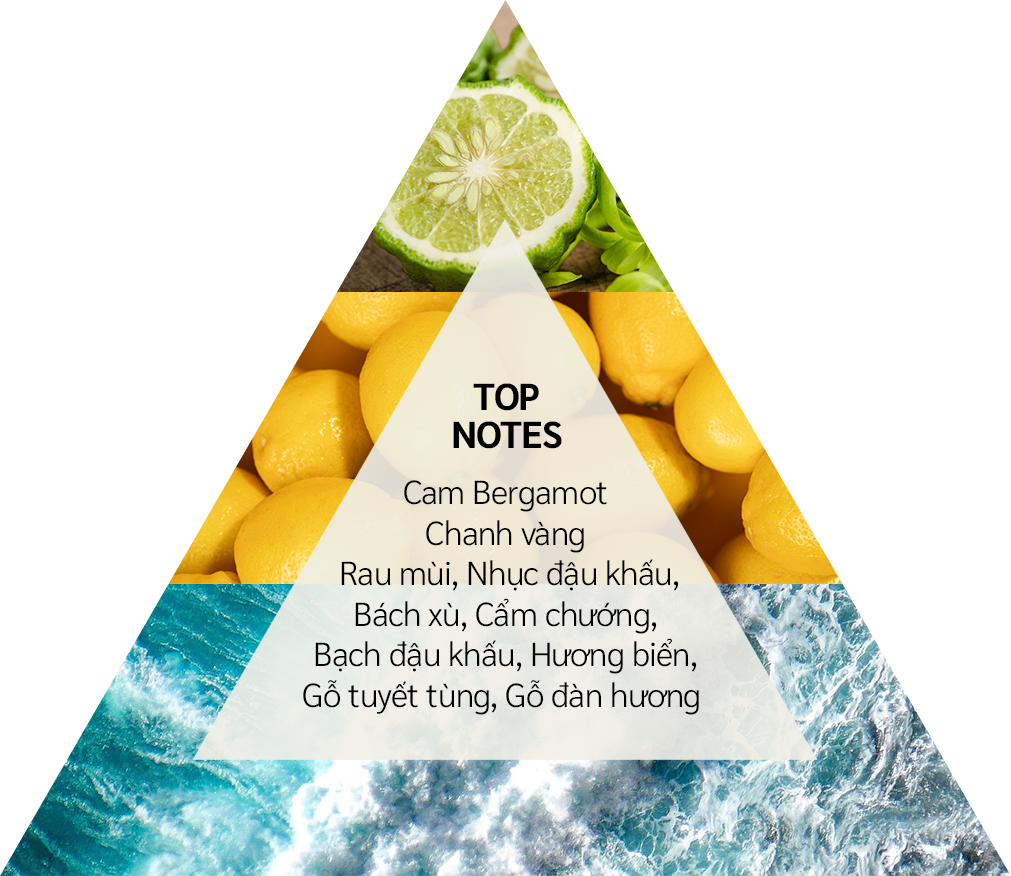 TOP
NOTES
Cam Bergamot
Chanh vàng
Rau mùi, Nhục đậu khấu,
Bách xù, Cẩm chướng,
Bạch đậu khấu, Hương biển,
Gỗ tuyết tùng, Gỗ đàn hương